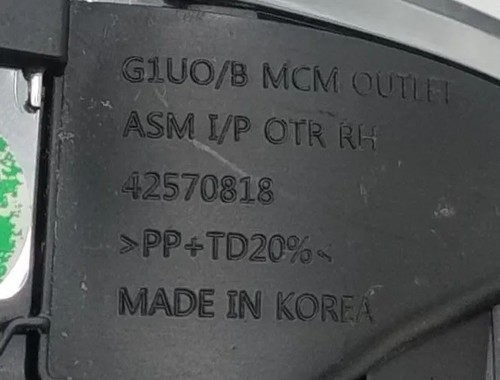 G1UO/B MCM OUTLET
ASM I/P OTR RH
42570818
>PP+TD20%<
MADE IN KOREA